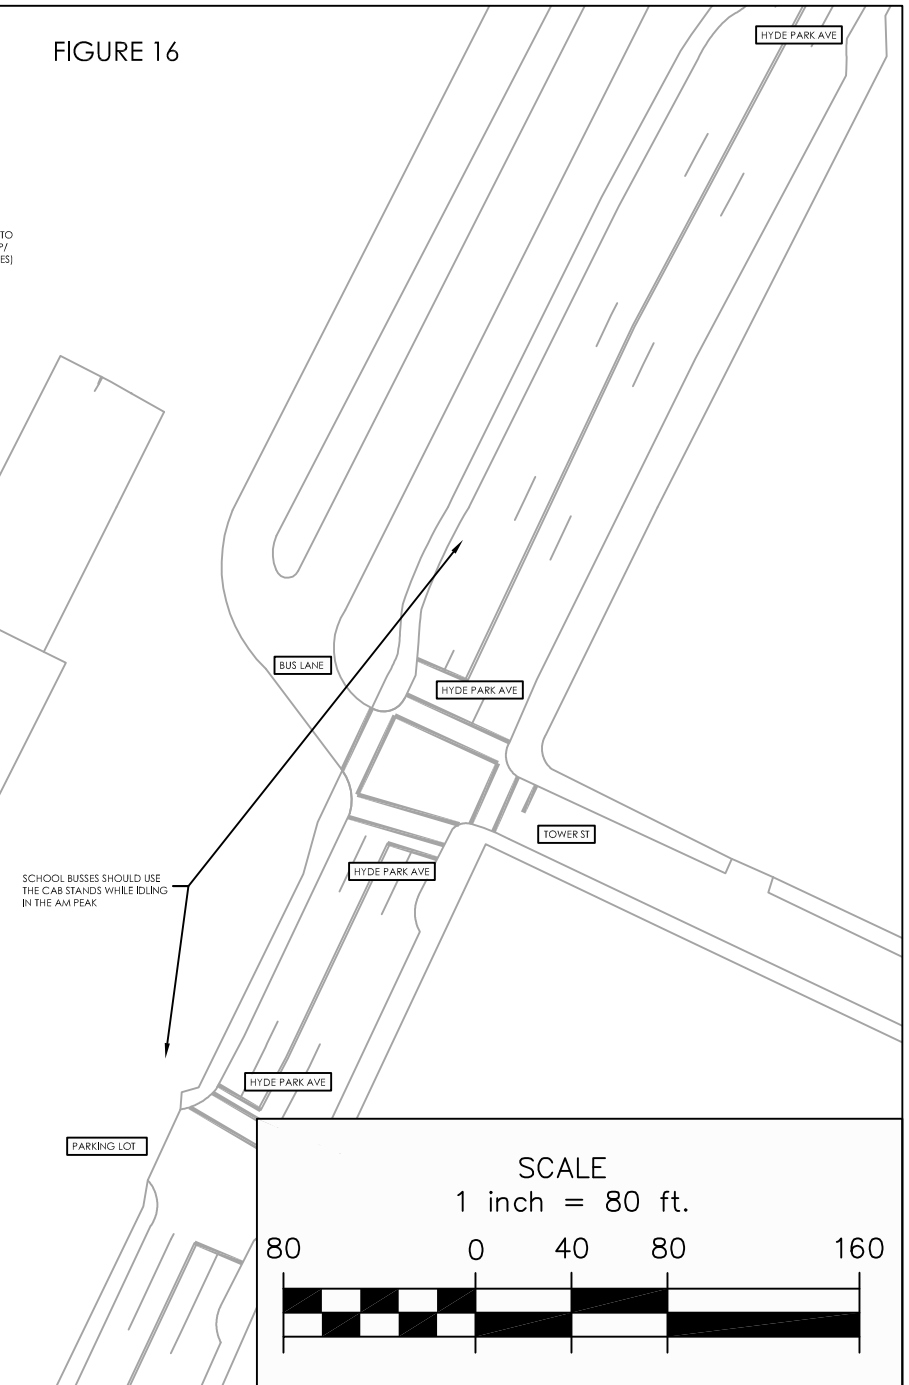 FIGURE 16
HYDE PARK AVE
TO
P/
ES)
BUS LANE
HYDE PARK AVE
TOWER ST
HYDE PARK AVE
SCHOOL BUSSES SHOULD USE
THE CAB STANDS WHILE IDLING
IN THE AM PEAK
HYDE PARK AVE
PARKING LOT
SCALE
1 inch = 80 ft.
80 0 40 80 160